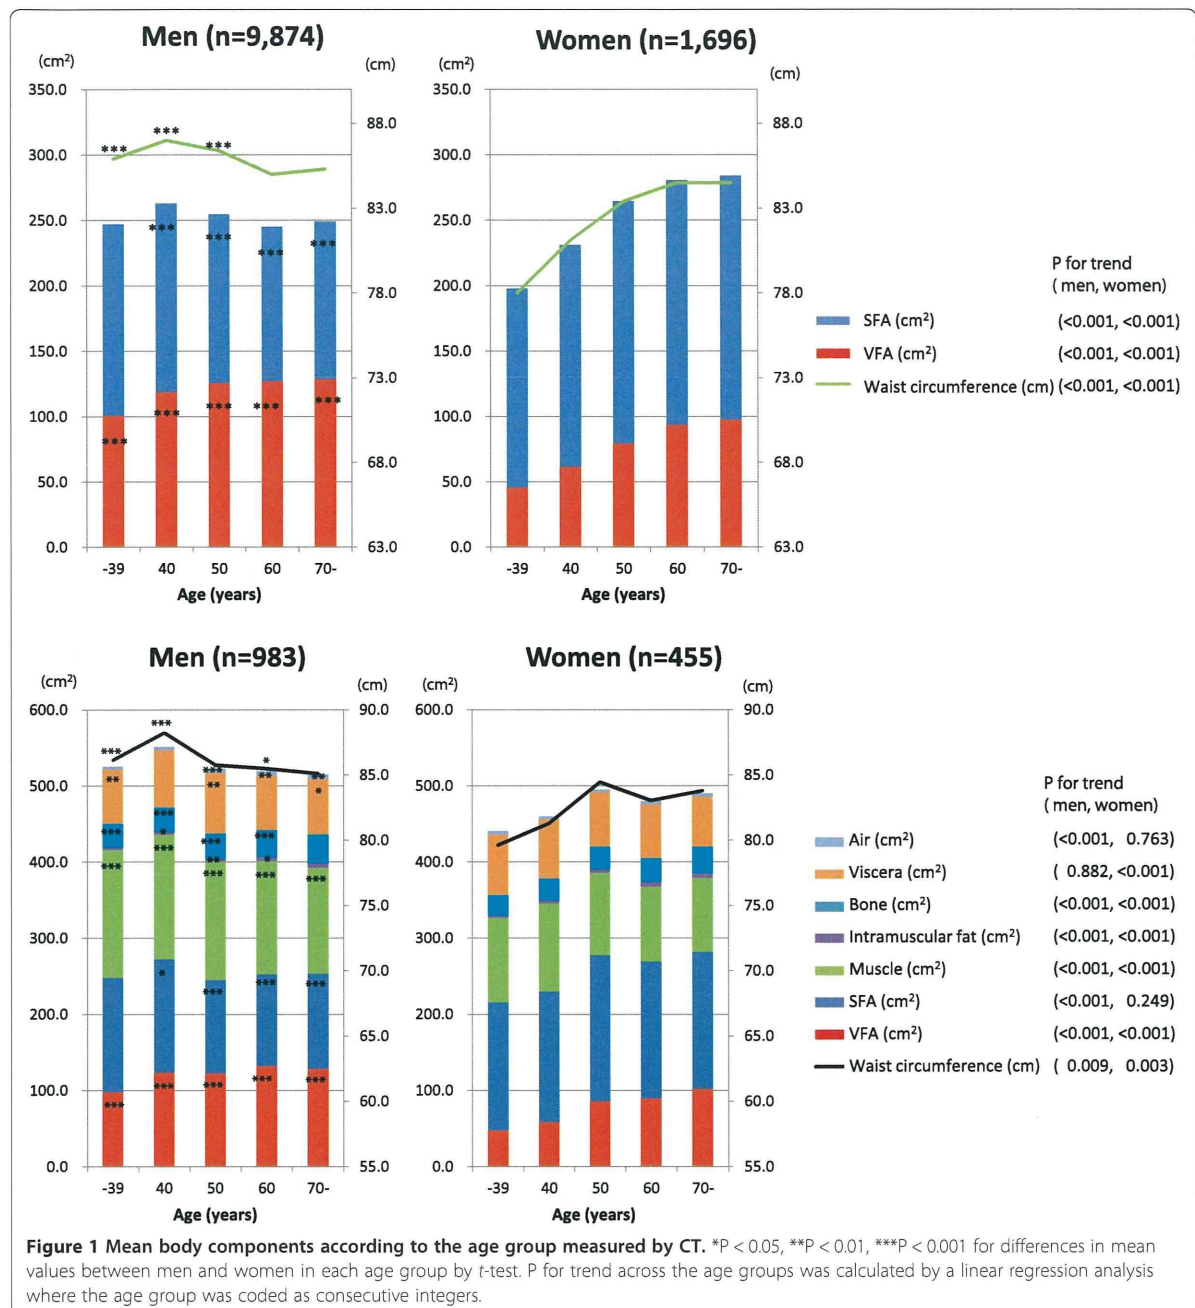 Men (n=9,874)
Women (n=1,696)
(cm²) (cm) (cm²) (cm)
350.0 350.0
88.0 88.0
*** *** ***
300.0 300.0
250.0 83.0 250.0 83.0
*** *** *** *** ***
200.0 78.0 200.0 78.0
150.0 150.0
73.0 73.0
100.0 100.0
*** *** *** *** ***
68.0 68.0
50.0 50.0
0.0 63.0 0.0 63.0
-39 40 50 60 70- -39 40 50 60 70-
Age (years) Age (years)
P for trend
(men, women)
SFA (cm²) (<0.001, <0.001)
VFA (cm²) (<0.001, <0.001)
Waist circumference (cm) (<0.001, <0.001)
Men (n=983)
Women (n=455)
(cm²) (cm) (cm²) (cm)
600.0 90.0 600.0 90.0
*** *** *** * **
500.0 85.0 500.0 85.0
** ** ** *
*** *** *** ***
80.0 80.0
* ** *
400.0 400.0
*** *** *** *** ***
75.0 75.0
300.0 300.0
70.0 70.0
* *** *** ***
200.0 200.0
65.0 65.0
100.0 60.0 100.0 60.0
*** *** *** *** ***
0.0 55.0 0.0 55.0
-39 40 50 60 70- -39 40 50 60 70-
Age (years) Age (years)
P for trend
(men, women)
Air (cm²) (<0.001, 0.763)
Viscera (cm²) ( 0.882, <0.001)
Bone (cm²) (<0.001, <0.001)
Intramuscular fat (cm²) (<0.001, <0.001)
Muscle (cm²) (<0.001, <0.001)
SFA (cm²) (<0.001, 0.249)
VFA (cm²) (<0.001, <0.001)
Waist circumference (cm) ( 0.009, 0.003)
Figure 1 Mean body components according to the age group measured by CT. *P < 0.05, **P < 0.01, ***P < 0.001 for differences in mean
values between men and women in each age group by t-test. P for trend across the age groups was calculated by a linear regression analysis
where the age group was coded as consecutive integers.